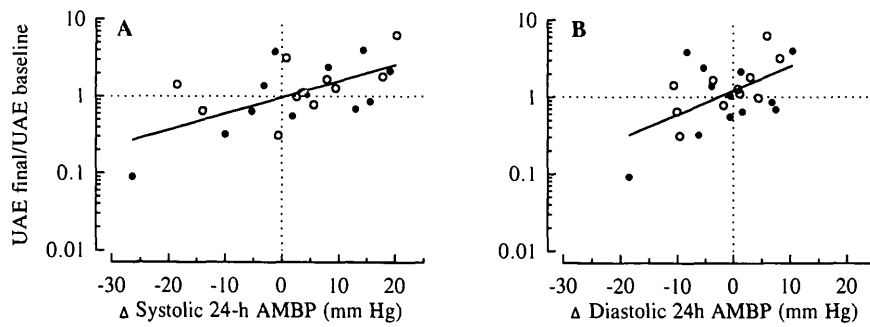 A
B
UAE final/UAE baseline
10
1
0.1
0.01
10
1
0.1
0.01
-30 -20 -10 0 10 20
-30 -20 -10 0 10 20
Δ Systolic 24-h AMBP (mm Hg)
Δ Diastolic 24h AMBP (mm Hg)